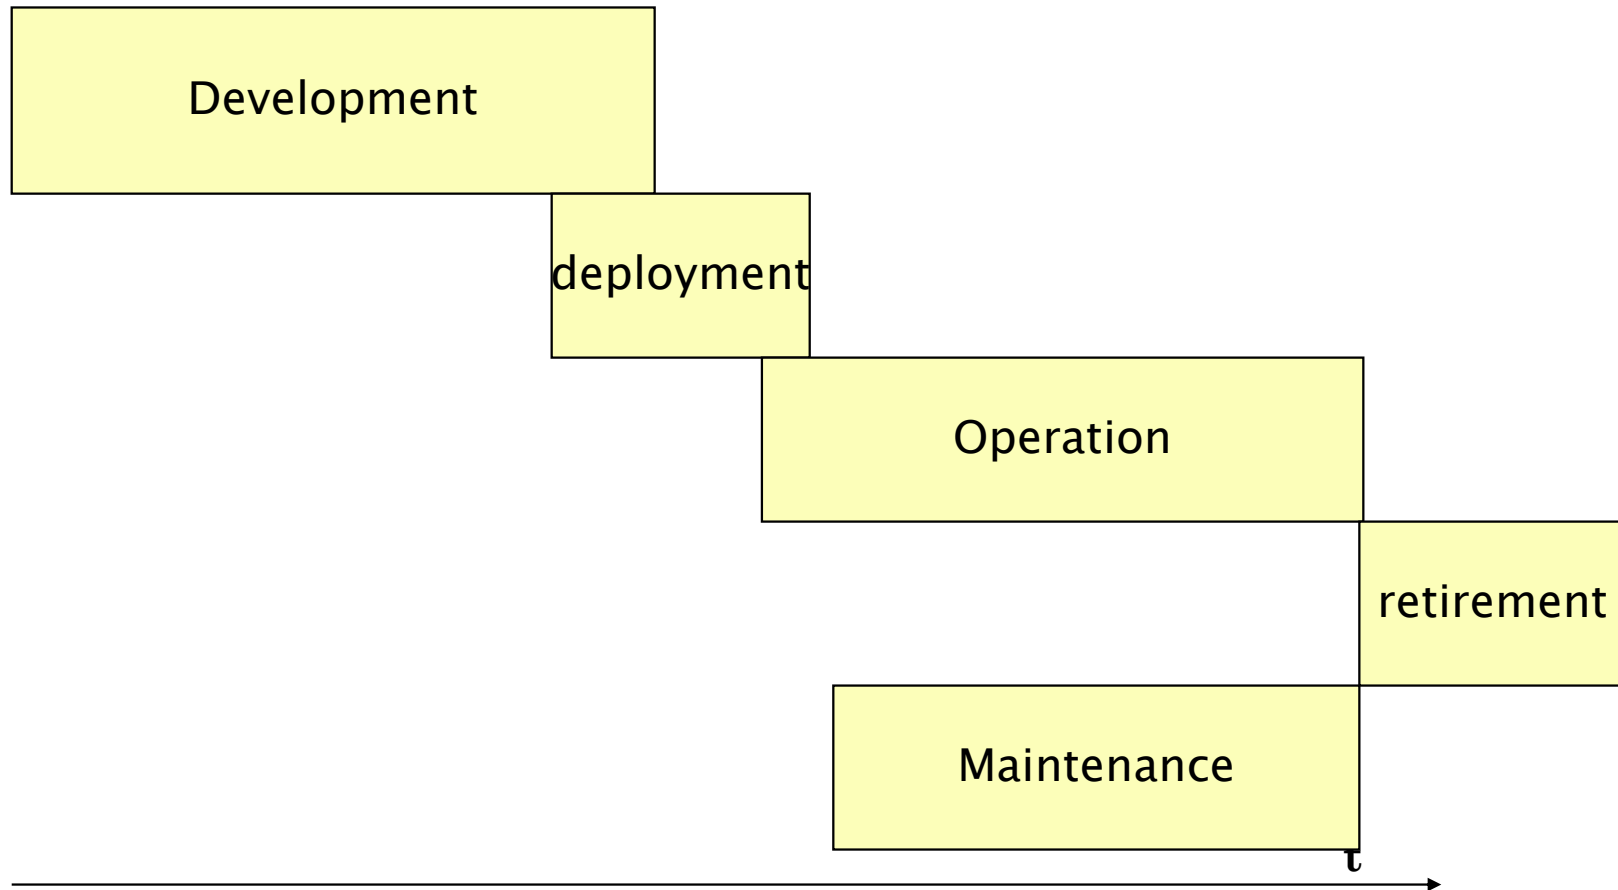 Development
deployment
Operation
retirement
Maintenance
t